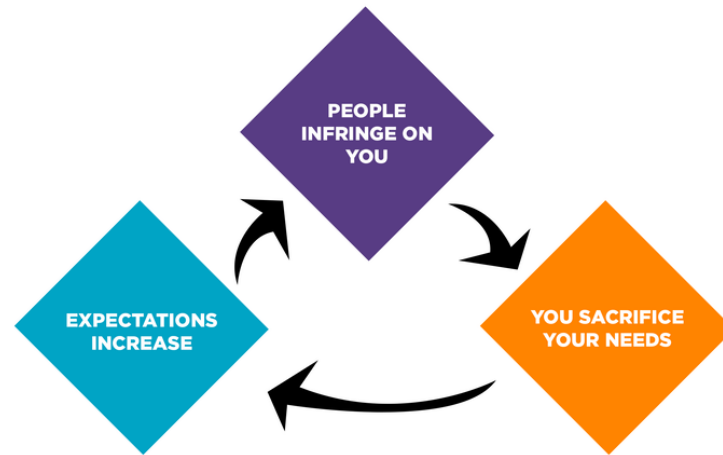 PEOPLE
INFRINGE ON
YOU
YOU SACRIFICE
YOUR NEEDS
EXPECTATIONS
INCREASE